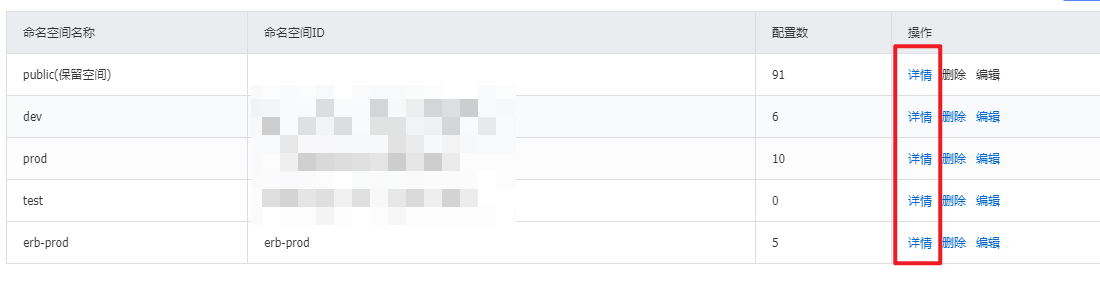 命名空间名称 命名空间ID 配置数 操作
public(保留空间) 91 详情 删除 编辑
dev 6 详情 删除 编辑
prod 10 详情 删除 编辑
test 0 详情 删除 编辑
erb-prod erb-prod 5 详情 删除 编辑